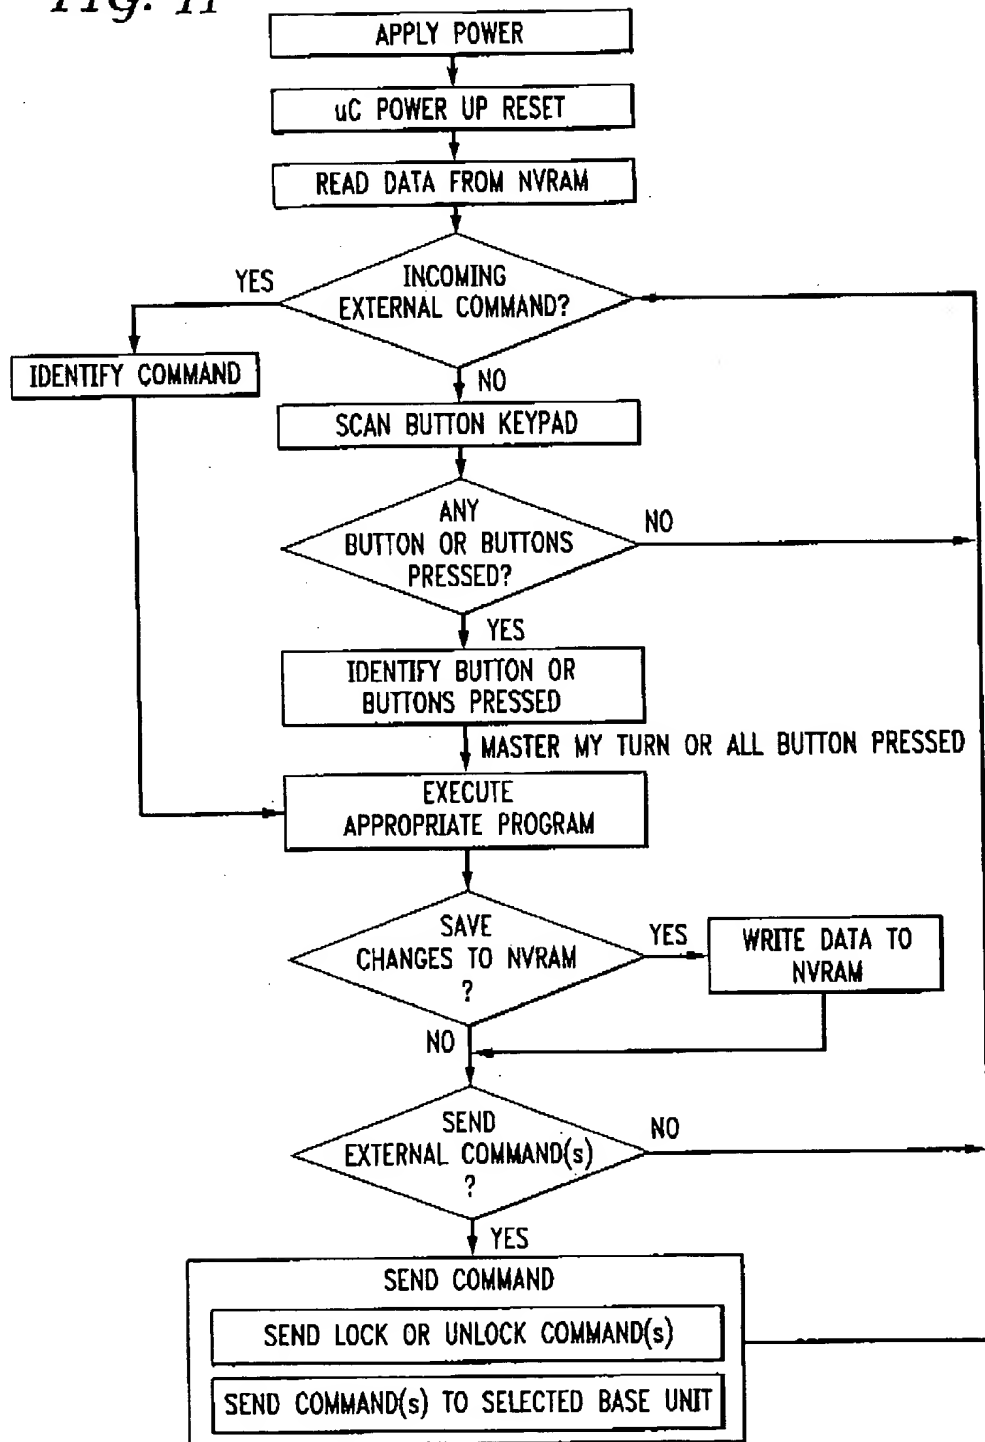 FIG. 11
APPLY POWER
uC POWER UP RESET
READ DATA FROM NVRAM
INCOMING
EXTERNAL COMMAND?
YES
IDENTIFY COMMAND
NO
SCAN BUTTON KEYPAD
ANY
BUTTON OR BUTTONS
PRESSED?
NO
YES
IDENTIFY BUTTON OR
BUTTONS PRESSED
MASTER MY TURN OR ALL BUTTON PRESSED
EXECUTE
APPROPRIATE PROGRAM
SAVE
CHANGES TO NVRAM
?
YES
WRITE DATA TO
NVRAM
NO
SEND
EXTERNAL COMMAND(s)
?
NO
YES
SEND COMMAND
SEND LOCK OR UNLOCK COMMAND(s)
SEND COMMAND(s) TO SELECTED BASE UNIT